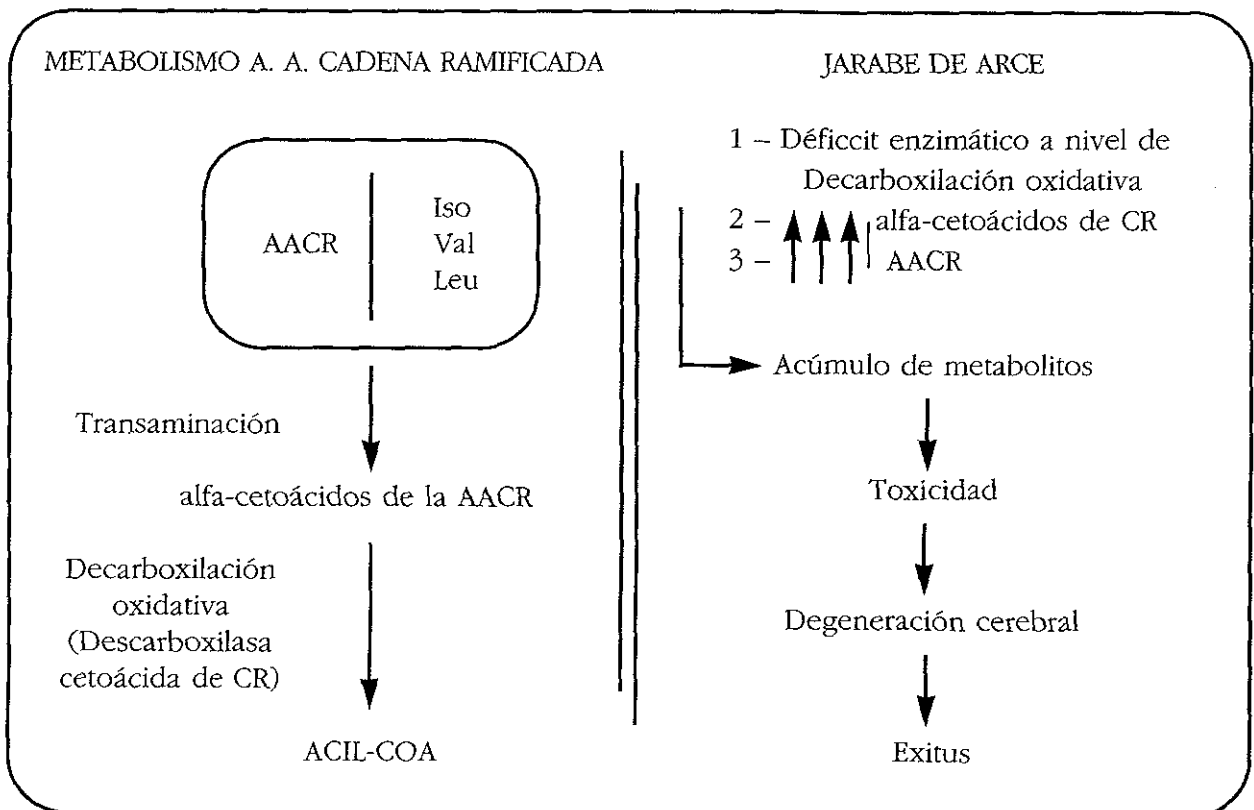 METABOLISMO A. A. CADENA RAMIFICADA
AACR
Iso
Val
Leu
Transaminación
alfa-cetoácidos de la AACR
Decarboxilación
oxidativa
(Descarboxilasa
cetoácida de CR)
ACIL-COA
JARABE DE ARCE
1 – Déficcit enzimático a nivel de
Decarboxilación oxidativa
2 – alfa-cetoácidos de CR
3 – AACR
Acúmulo de metabolitos
Toxicidad
Degeneración cerebral
Exitus